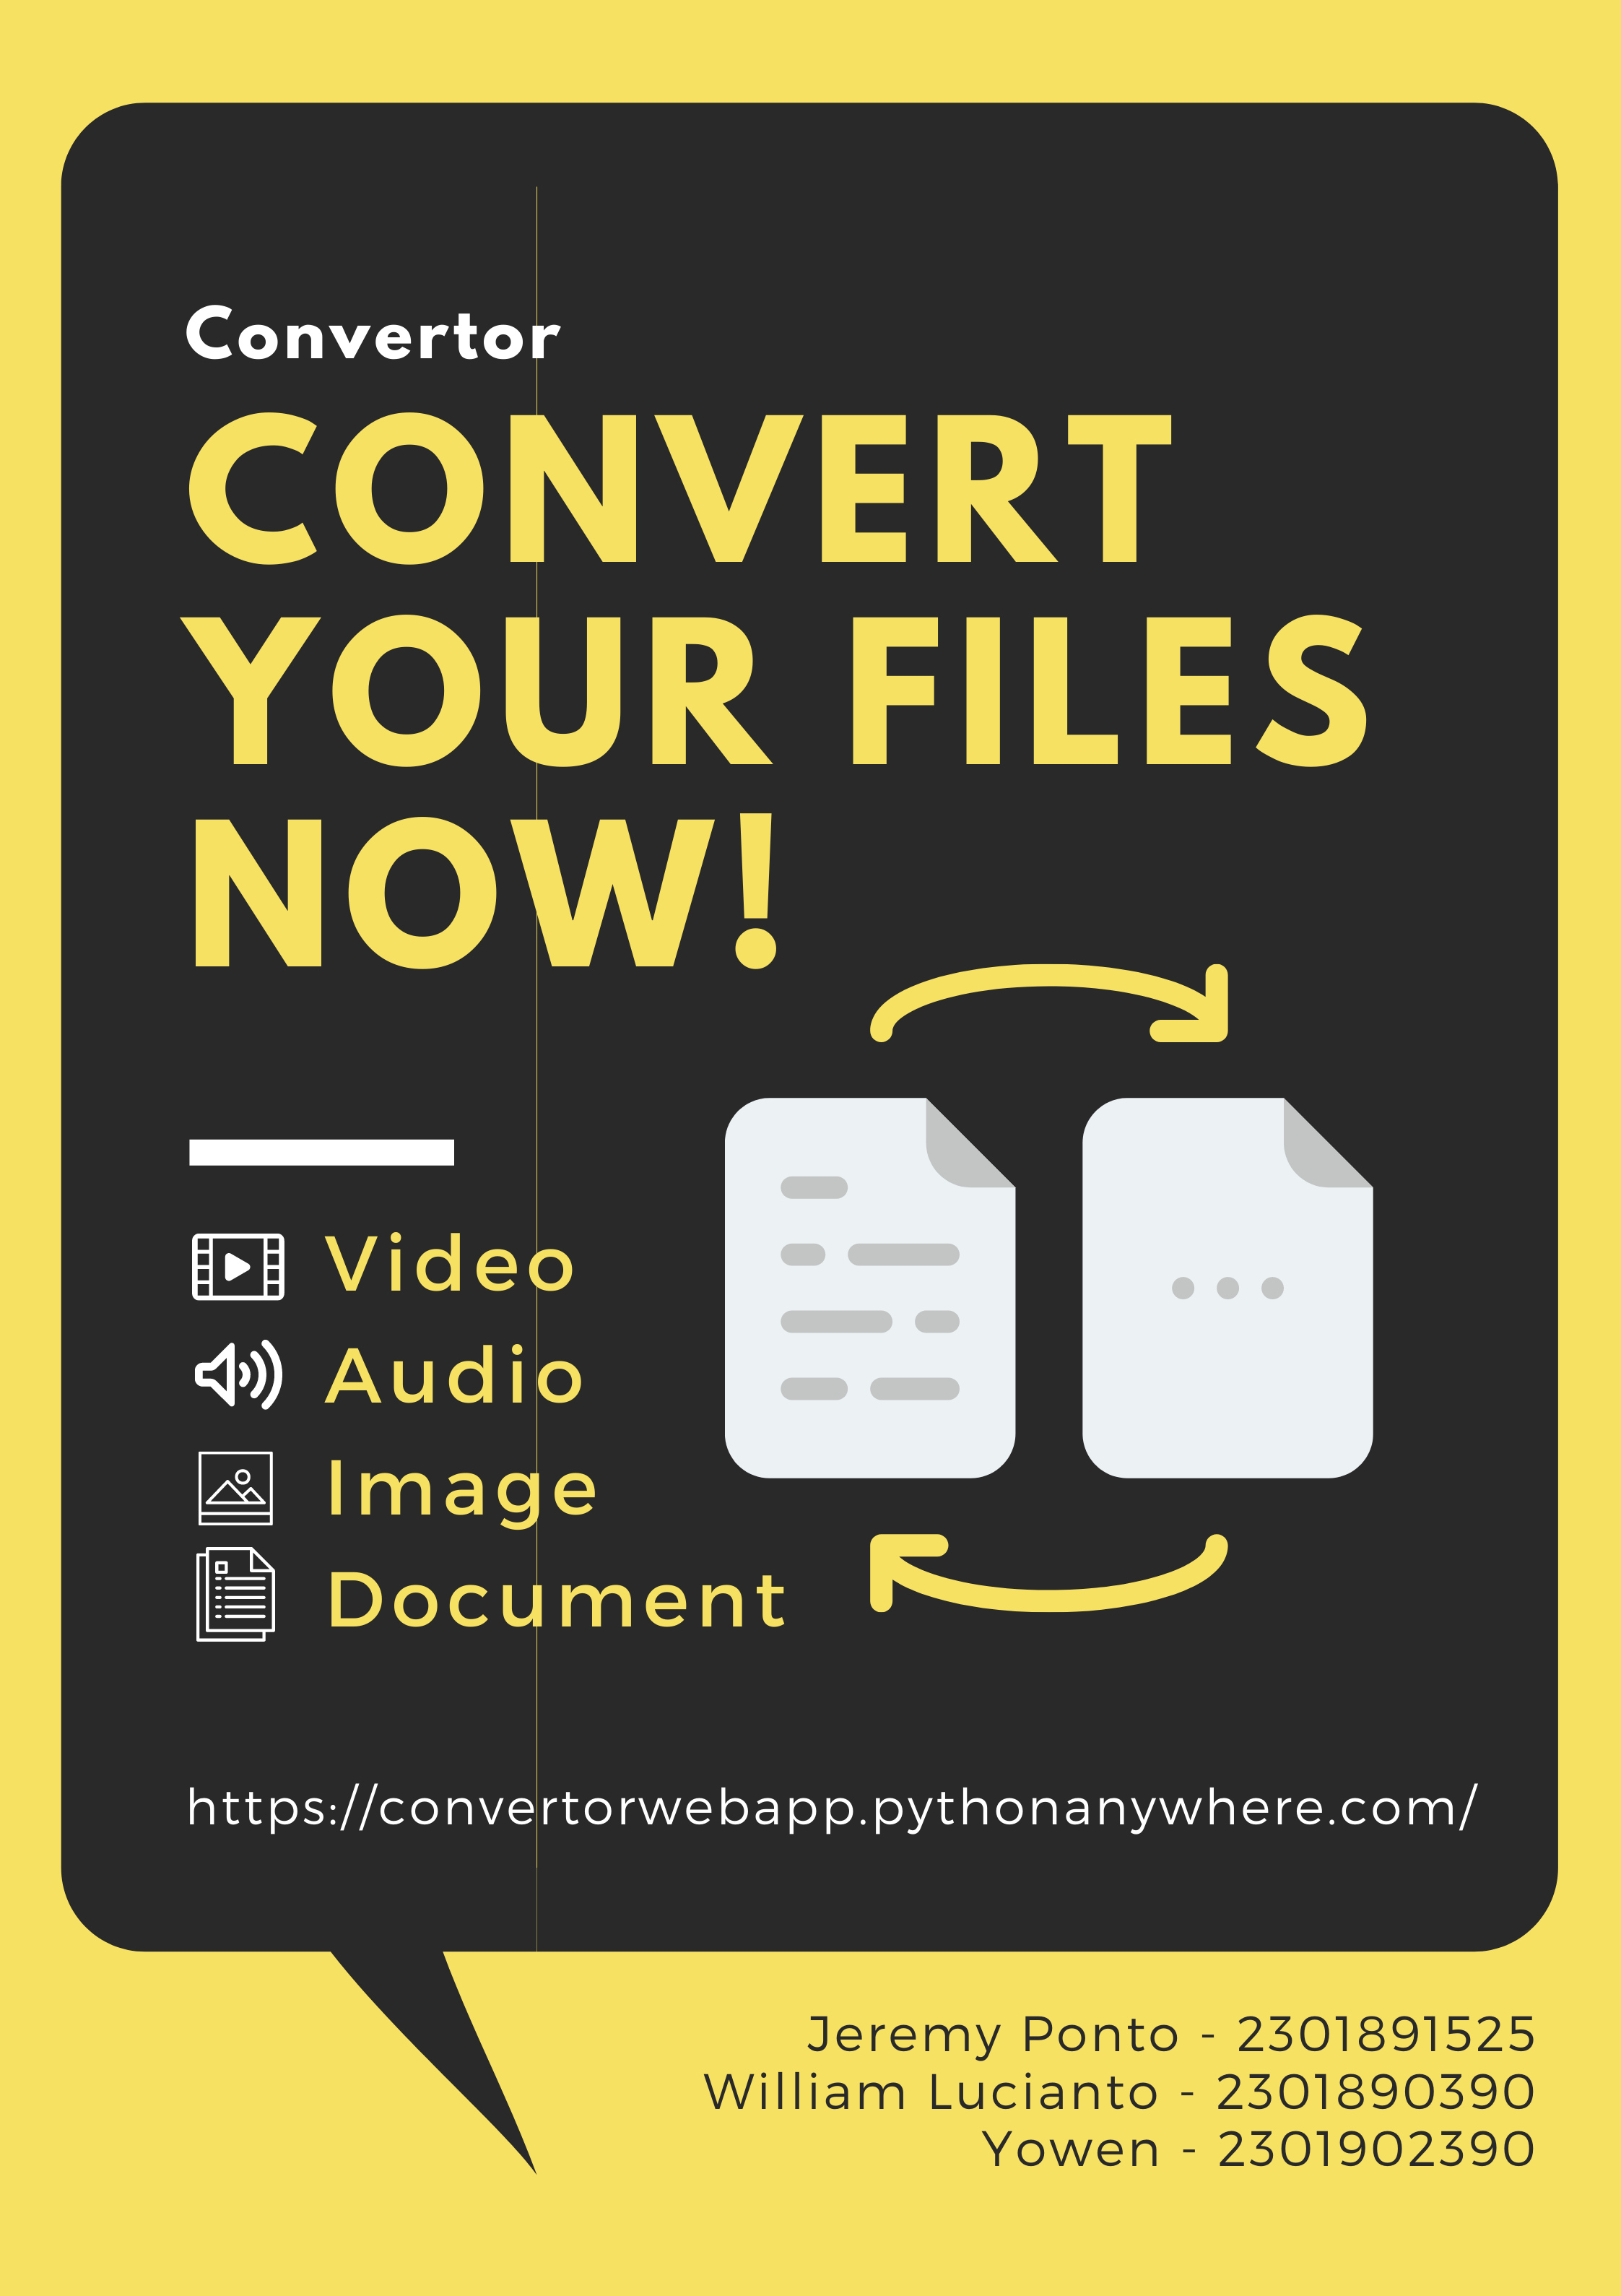 Convertor
CONVERT
YOUR FILES
NOW!
Video
Audio
Image
Document
https://convertorwebapp.pythonanywhere.com/
Jeremy Ponto - 2301891525
William Lucianto - 2301890390
Yowen - 2301902390